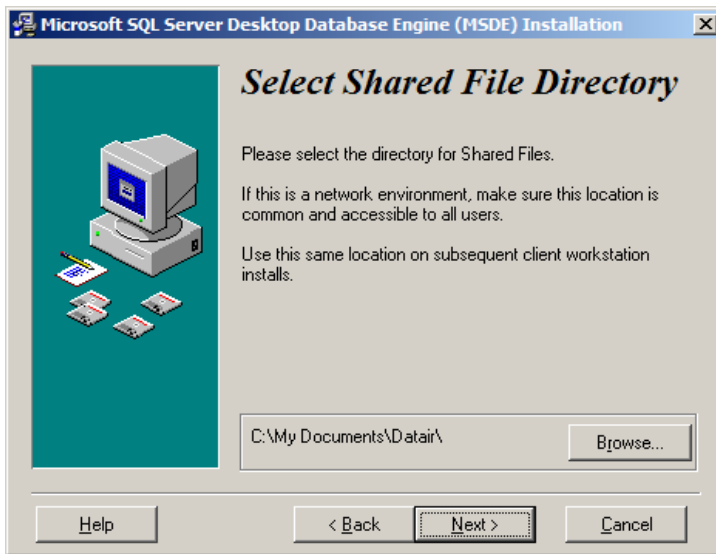 Microsoft SQL Server Desktop Database Engine (MSDE) Installation
Select Shared File Directory
Please select the directory for Shared Files.
If this is a network environment, make sure this location is
common and accessible to all users.
Use this same location on subsequent client workstation
installs.
C:\My Documents\Datair\
Browse...
Help
< Back
Next >
Cancel